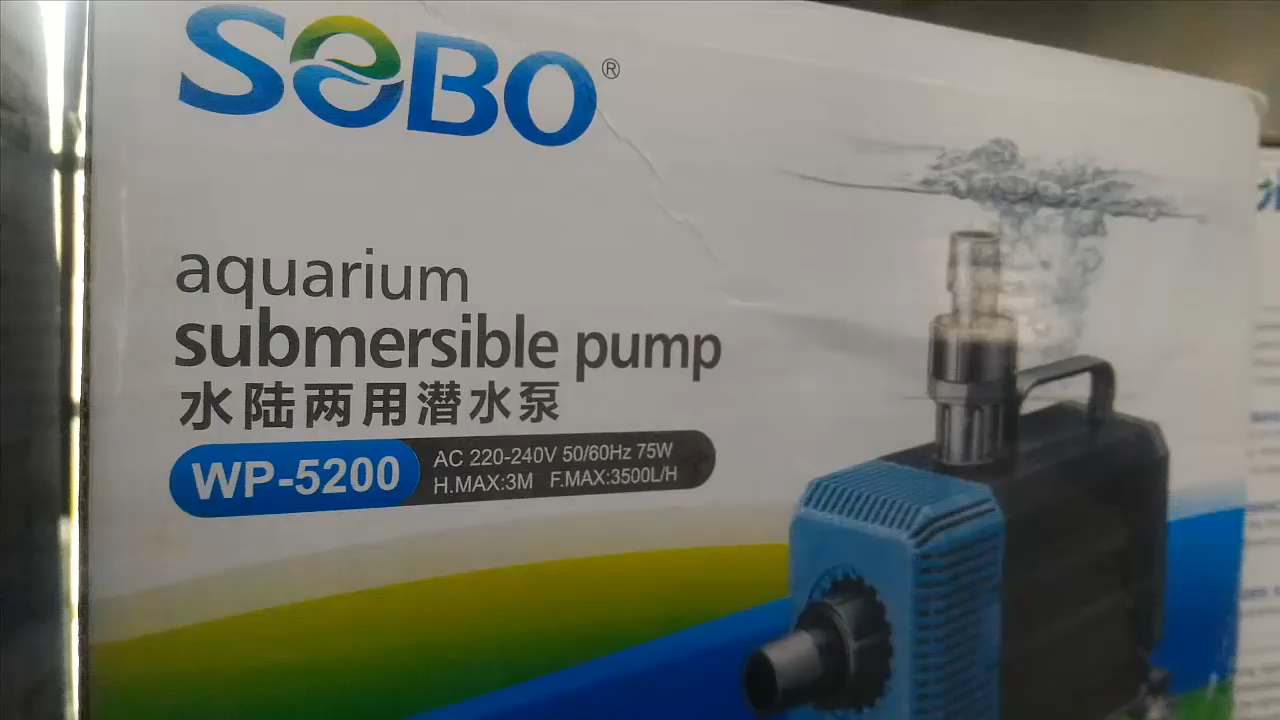 SOBO®
aquarium
submersible pump
水陆两用潜水泵
WP-5200
AC 220-240V 50/60Hz 75W
H.MAX:3M F.MAX:3500L/H